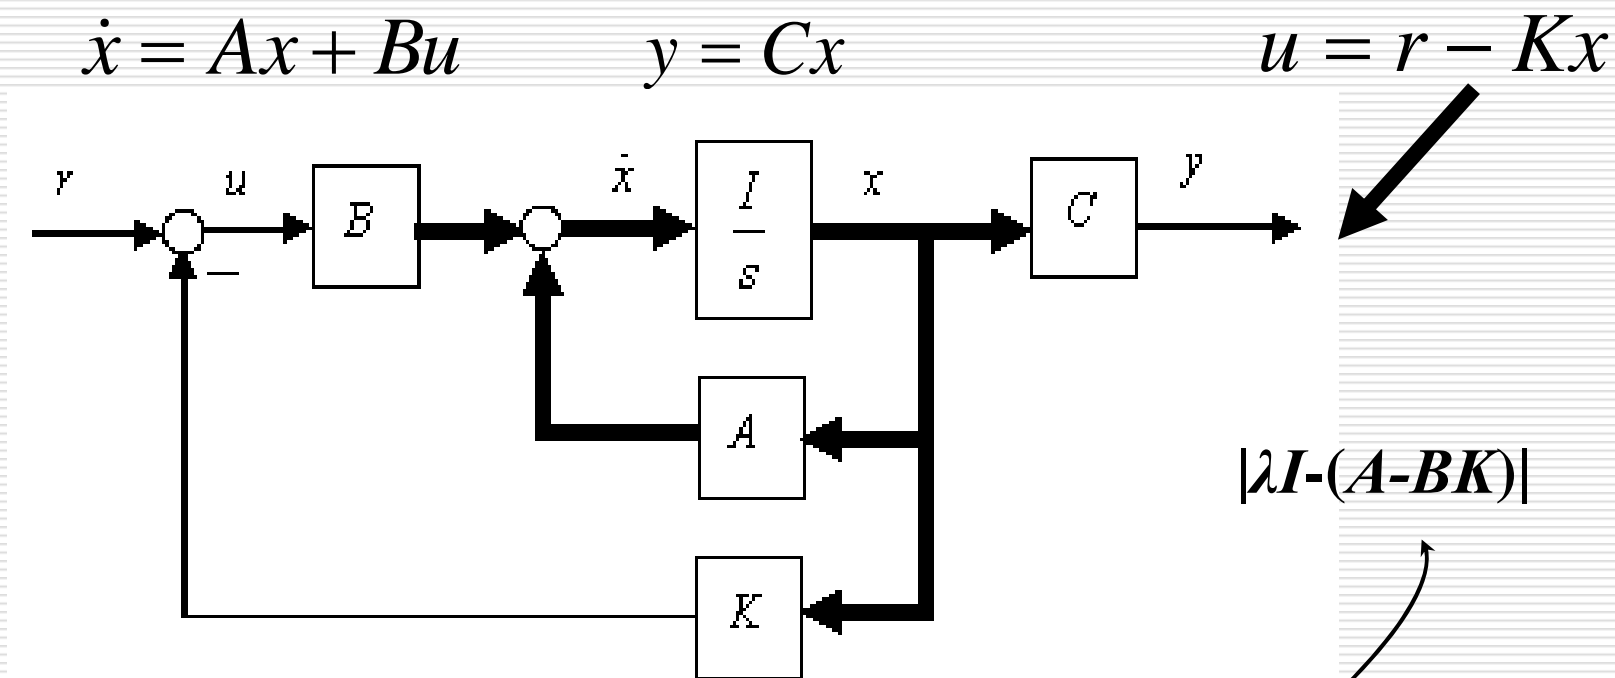 ẋ = Ax + Bu y = Cx u = r − Kx
r u B ẋ I/s x C y
−
A
|λI-(A-BK)|
K